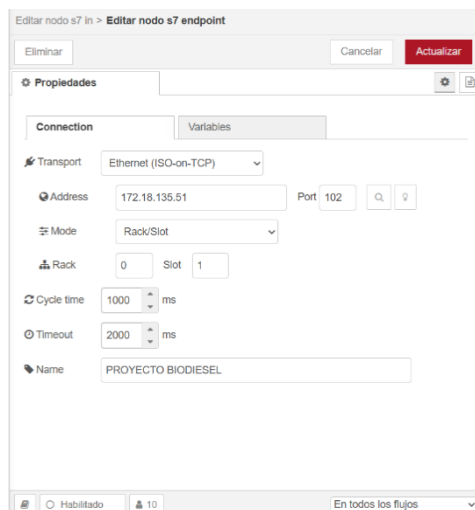 Editar nodo s7 in > Editar nodo s7 endpoint
Eliminar Cancelar Actualizar
Propiedades
Connection Variables
Transport Ethernet (ISO-on-TCP)
Address 172.18.135.51 Port 102
Mode Rack/Slot
Rack 0 Slot 1
Cycle time 1000 ms
Timeout 2000 ms
Name PROYECTO BIODIESEL
Habilitado 10 En todos los flujos